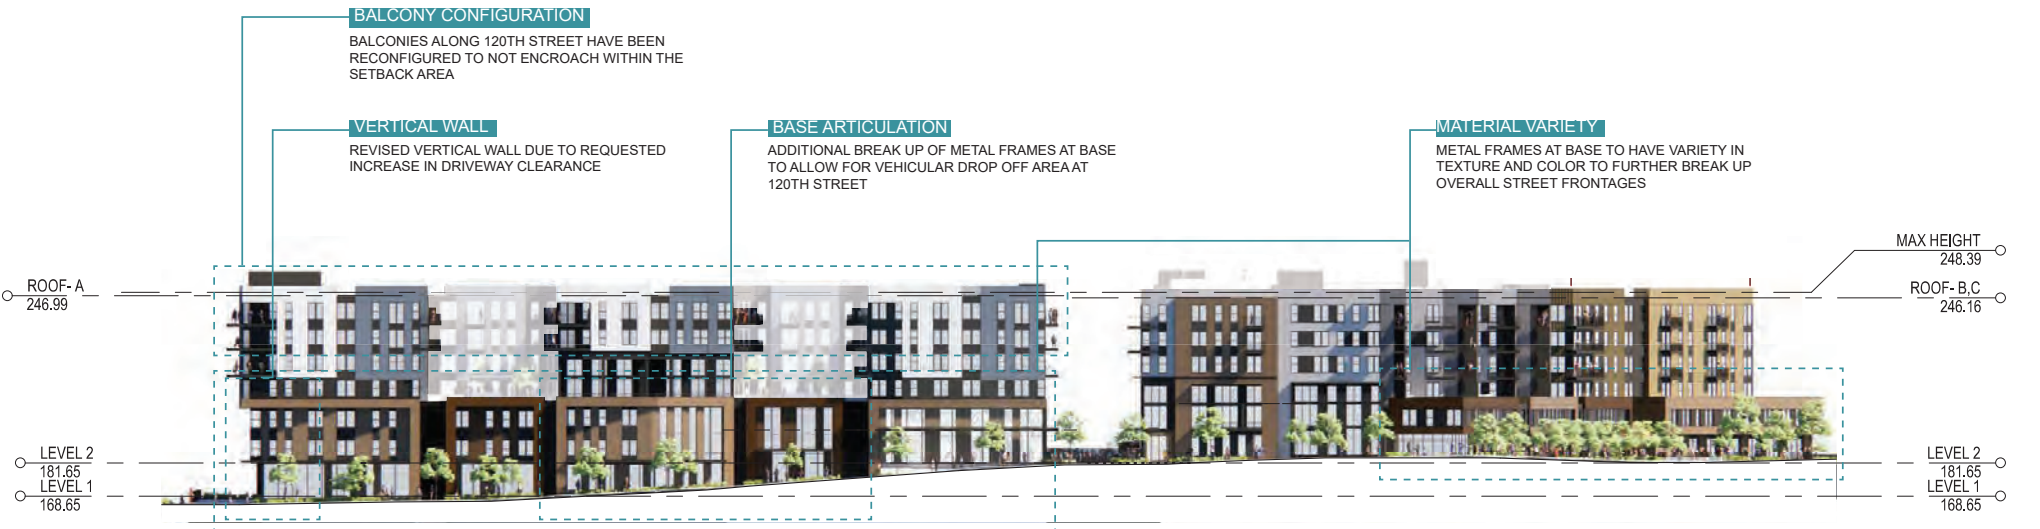 BALCONY CONFIGURATION
BALCONIES ALONG 120TH STREET HAVE BEEN
RECONFIGURED TO NOT ENCROACH WITHIN THE
SETBACK AREA
VERTICAL WALL
REVISED VERTICAL WALL DUE TO REQUESTED
INCREASE IN DRIVEWAY CLEARANCE
BASE ARTICULATION
ADDITIONAL BREAK UP OF METAL FRAMES AT BASE
TO ALLOW FOR VEHICULAR DROP OFF AREA AT
120TH STREET
MATERIAL VARIETY
METAL FRAMES AT BASE TO HAVE VARIETY IN
TEXTURE AND COLOR TO FURTHER BREAK UP
OVERALL STREET FRONTAGES
ROOF- A
246.99
LEVEL 2
181.65
LEVEL 1
168.65
MAX HEIGHT
248.39
ROOF- B,C
246.16
LEVEL 2
181.65
LEVEL 1
168.65